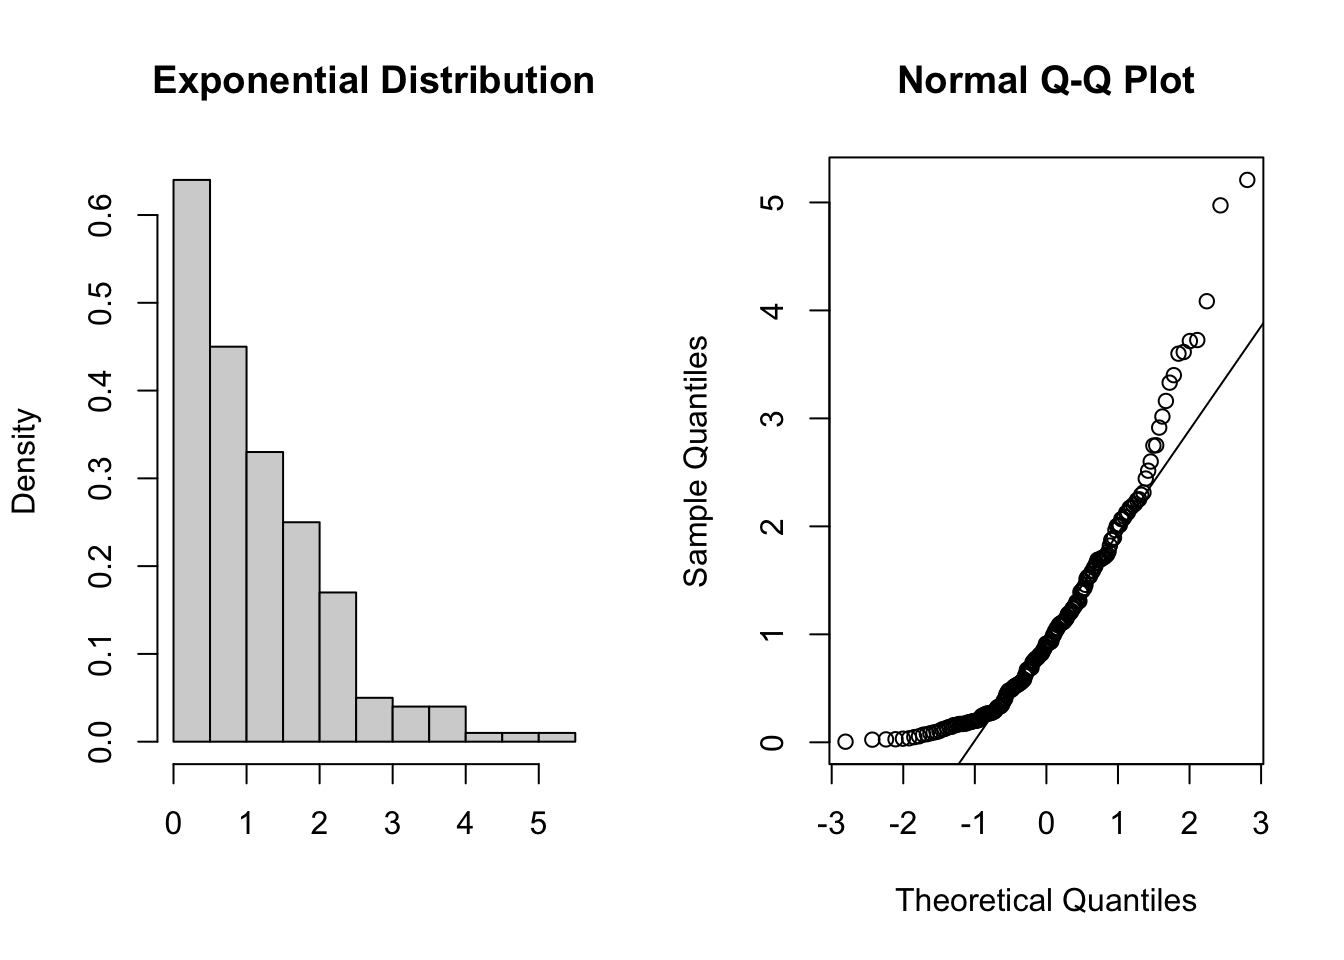 Exponential Distribution
Density
0.0 0.1 0.2 0.3 0.4 0.5 0.6
0 1 2 3 4 5
Normal Q-Q Plot
Sample Quantiles
0 1 2 3 4 5
-3 -2 -1 0 1 2 3
Theoretical Quantiles